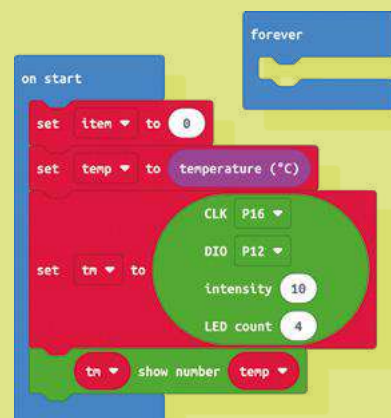 forever
on start
set item to 0
set temp to temperature (°C)
CLK P16
DIO P12
set tm to
intensity 10
LED count 4
tm show number temp